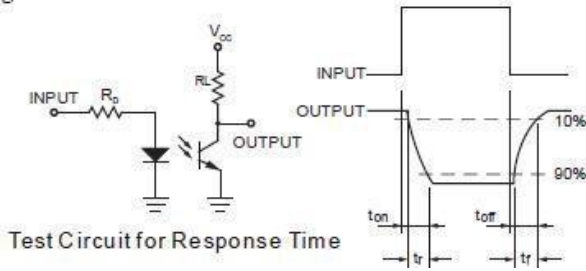 Vcc
RL
INPUT
RD
OUTPUT
Test Circuit for Response Time
INPUT
OUTPUT
10%
90%
ton
toff
tr
tf